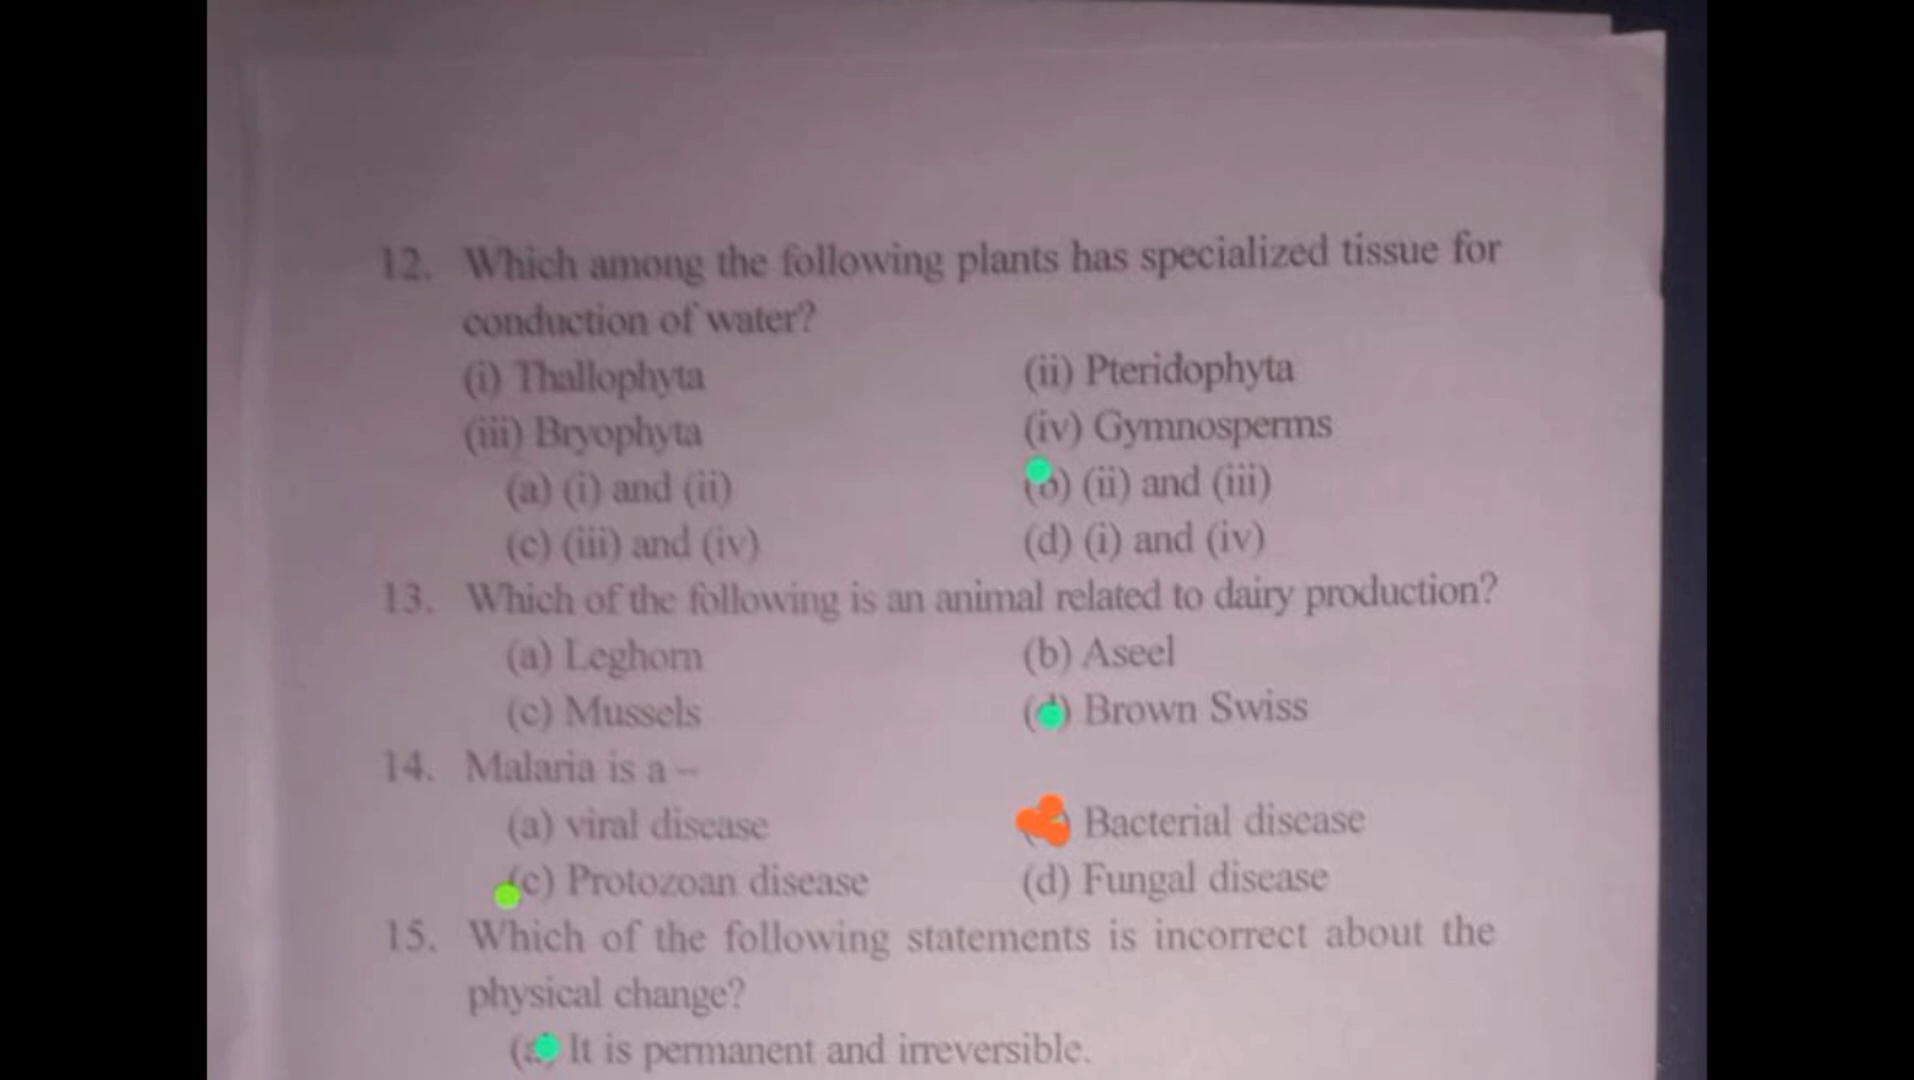 12. Which among the following plants has specialized tissue for
conduction of water?
(i) Thallophyta (ii) Pteridophyta
(iii) Bryophyta (iv) Gymnosperms
(a) (i) and (ii) (b) (ii) and (iii)
(c) (iii) and (iv) (d) (i) and (iv)
13. Which of the following is an animal related to dairy production?
(a) Leghorn (b) Aseel
(c) Mussels (d) Brown Swiss
14. Malaria is a –
(a) viral disease Bacterial disease
(c) Protozoan disease (d) Fungal disease
15. Which of the following statements is incorrect about the
physical change?
(a) It is permanent and irreversible.